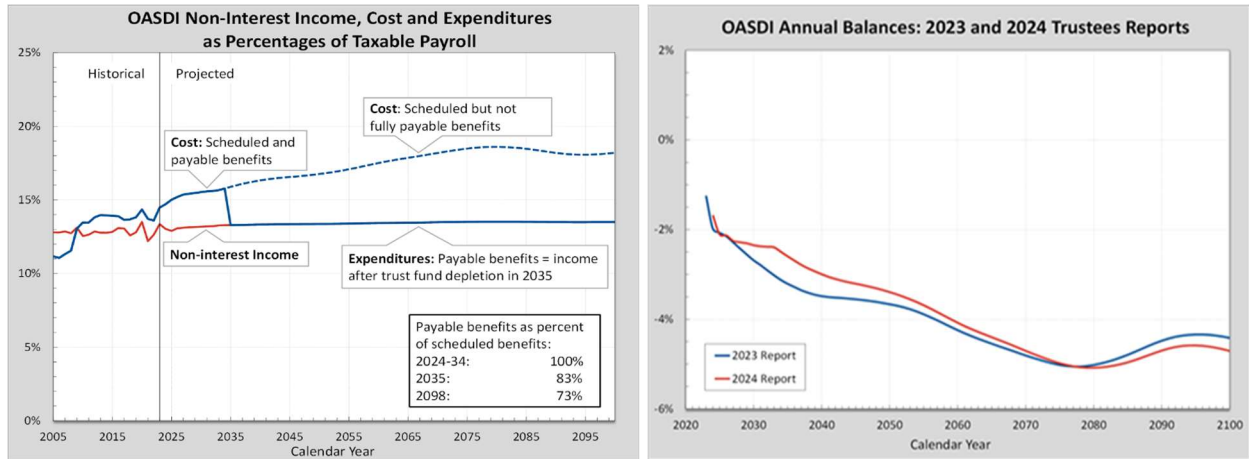 OASDI Non-Interest Income, Cost and Expenditures
as Percentages of Taxable Payroll
25%
20%
15%
10%
5%
0%
Historical
Projected
Cost: Scheduled and
payable benefits
Cost: Scheduled but not
fully payable benefits
Non-interest Income
Expenditures: Payable benefits = income
after trust fund depletion in 2035
Payable benefits as percent
of scheduled benefits:
2024-34: 100%
2035: 83%
2098: 73%
2005 2015 2025 2035 2045 2055 2065 2075 2085 2095
Calendar Year
OASDI Annual Balances: 2023 and 2024 Trustees Reports
2%
0%
-2%
-4%
-6%
2023 Report
2024 Report
2020 2030 2040 2050 2060 2070 2080 2090 2100
Calendar Year